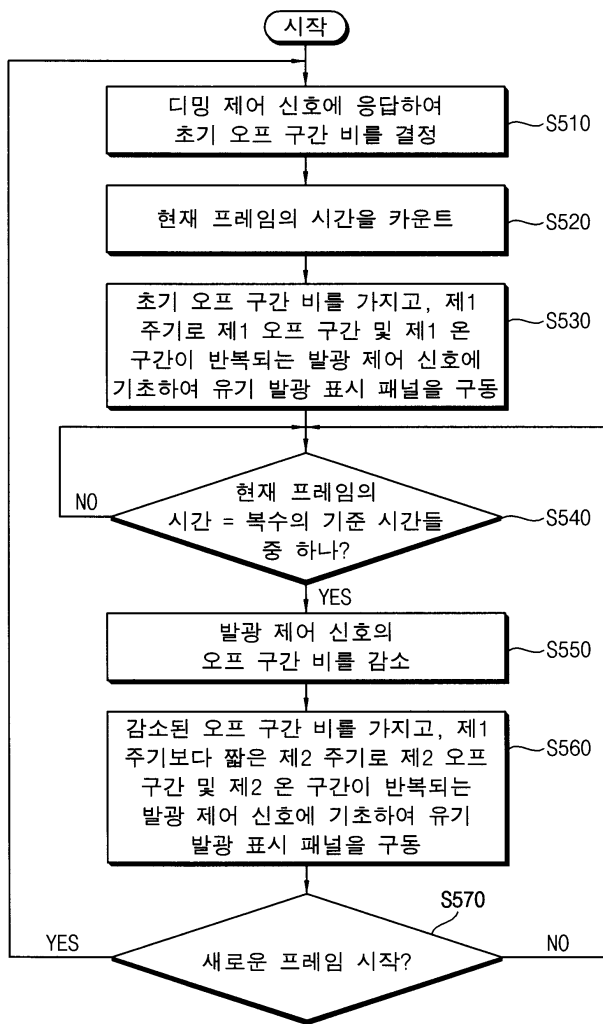 시작
디밍 제어 신호에 응답하여
초기 오프 구간 비를 결정
S510
현재 프레임의 시간을 카운트
S520
초기 오프 구간 비를 가지고, 제1
주기로 제1 오프 구간 및 제1 온
구간이 반복되는 발광 제어 신호에
기초하여 유기 발광 표시 패널을 구동
S530
현재 프레임의
시간 = 복수의 기준 시간들
중 하나?
S540
NO
YES
발광 제어 신호의
오프 구간 비를 감소
S550
감소된 오프 구간 비를 가지고, 제1
주기보다 짧은 제2 주기로 제2 오프
구간 및 제2 온 구간이 반복되는
발광 제어 신호에 기초하여 유기
발광 표시 패널을 구동
S560
S570
YES
새로운 프레임 시작?
NO